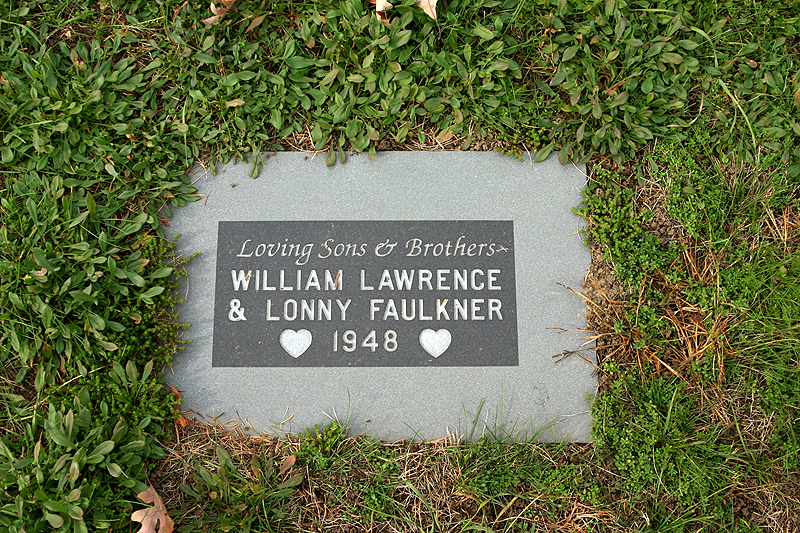 Loving Sons & Brothers
WILLIAM LAWRENCE
& LONNY FAULKNER
1948